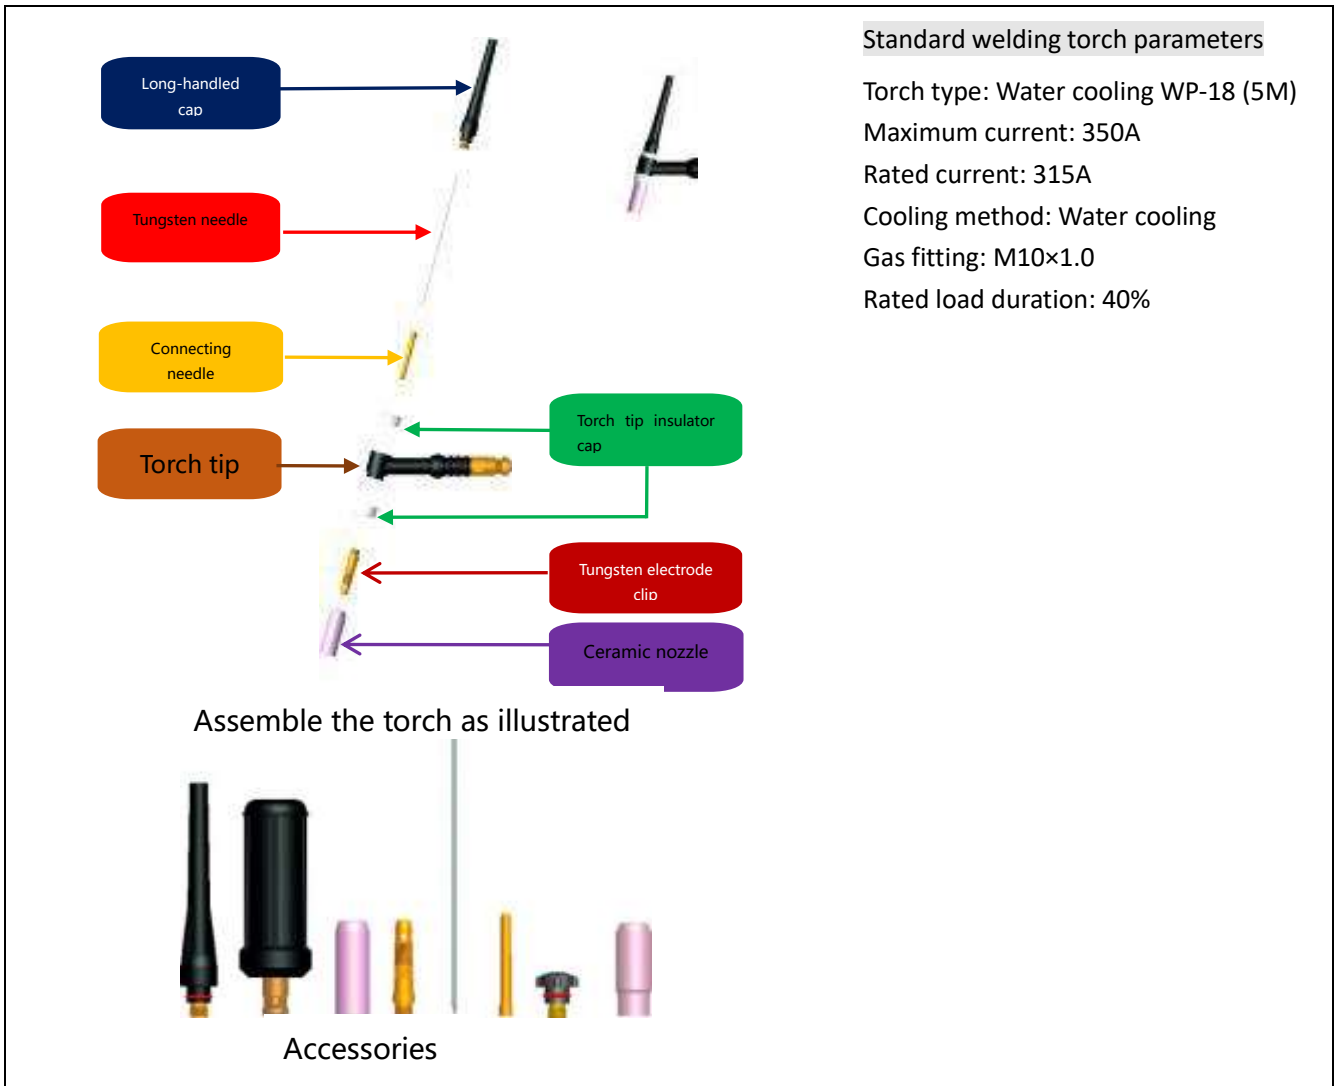 Standard welding torch parameters
Torch type: Water cooling WP-18 (5M)
Maximum current: 350A
Rated current: 315A
Cooling method: Water cooling
Gas fitting: M10×1.0
Rated load duration: 40%
Long-handled
cap
Tungsten needle
Connecting
needle
Torch tip insulator
cap
Torch tip
Tungsten electrode
clip
Ceramic nozzle
Assemble the torch as illustrated
Accessories